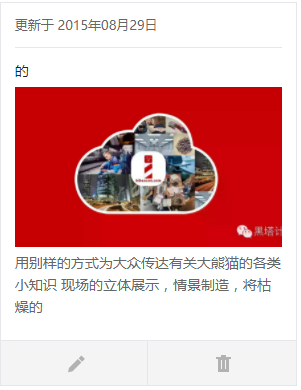 更新于 2015年08月29日
的
黑塔计
用别样的方式为大众传达有关大熊猫的各类
小知识 现场的立体展示，情景制造，将枯
燥的